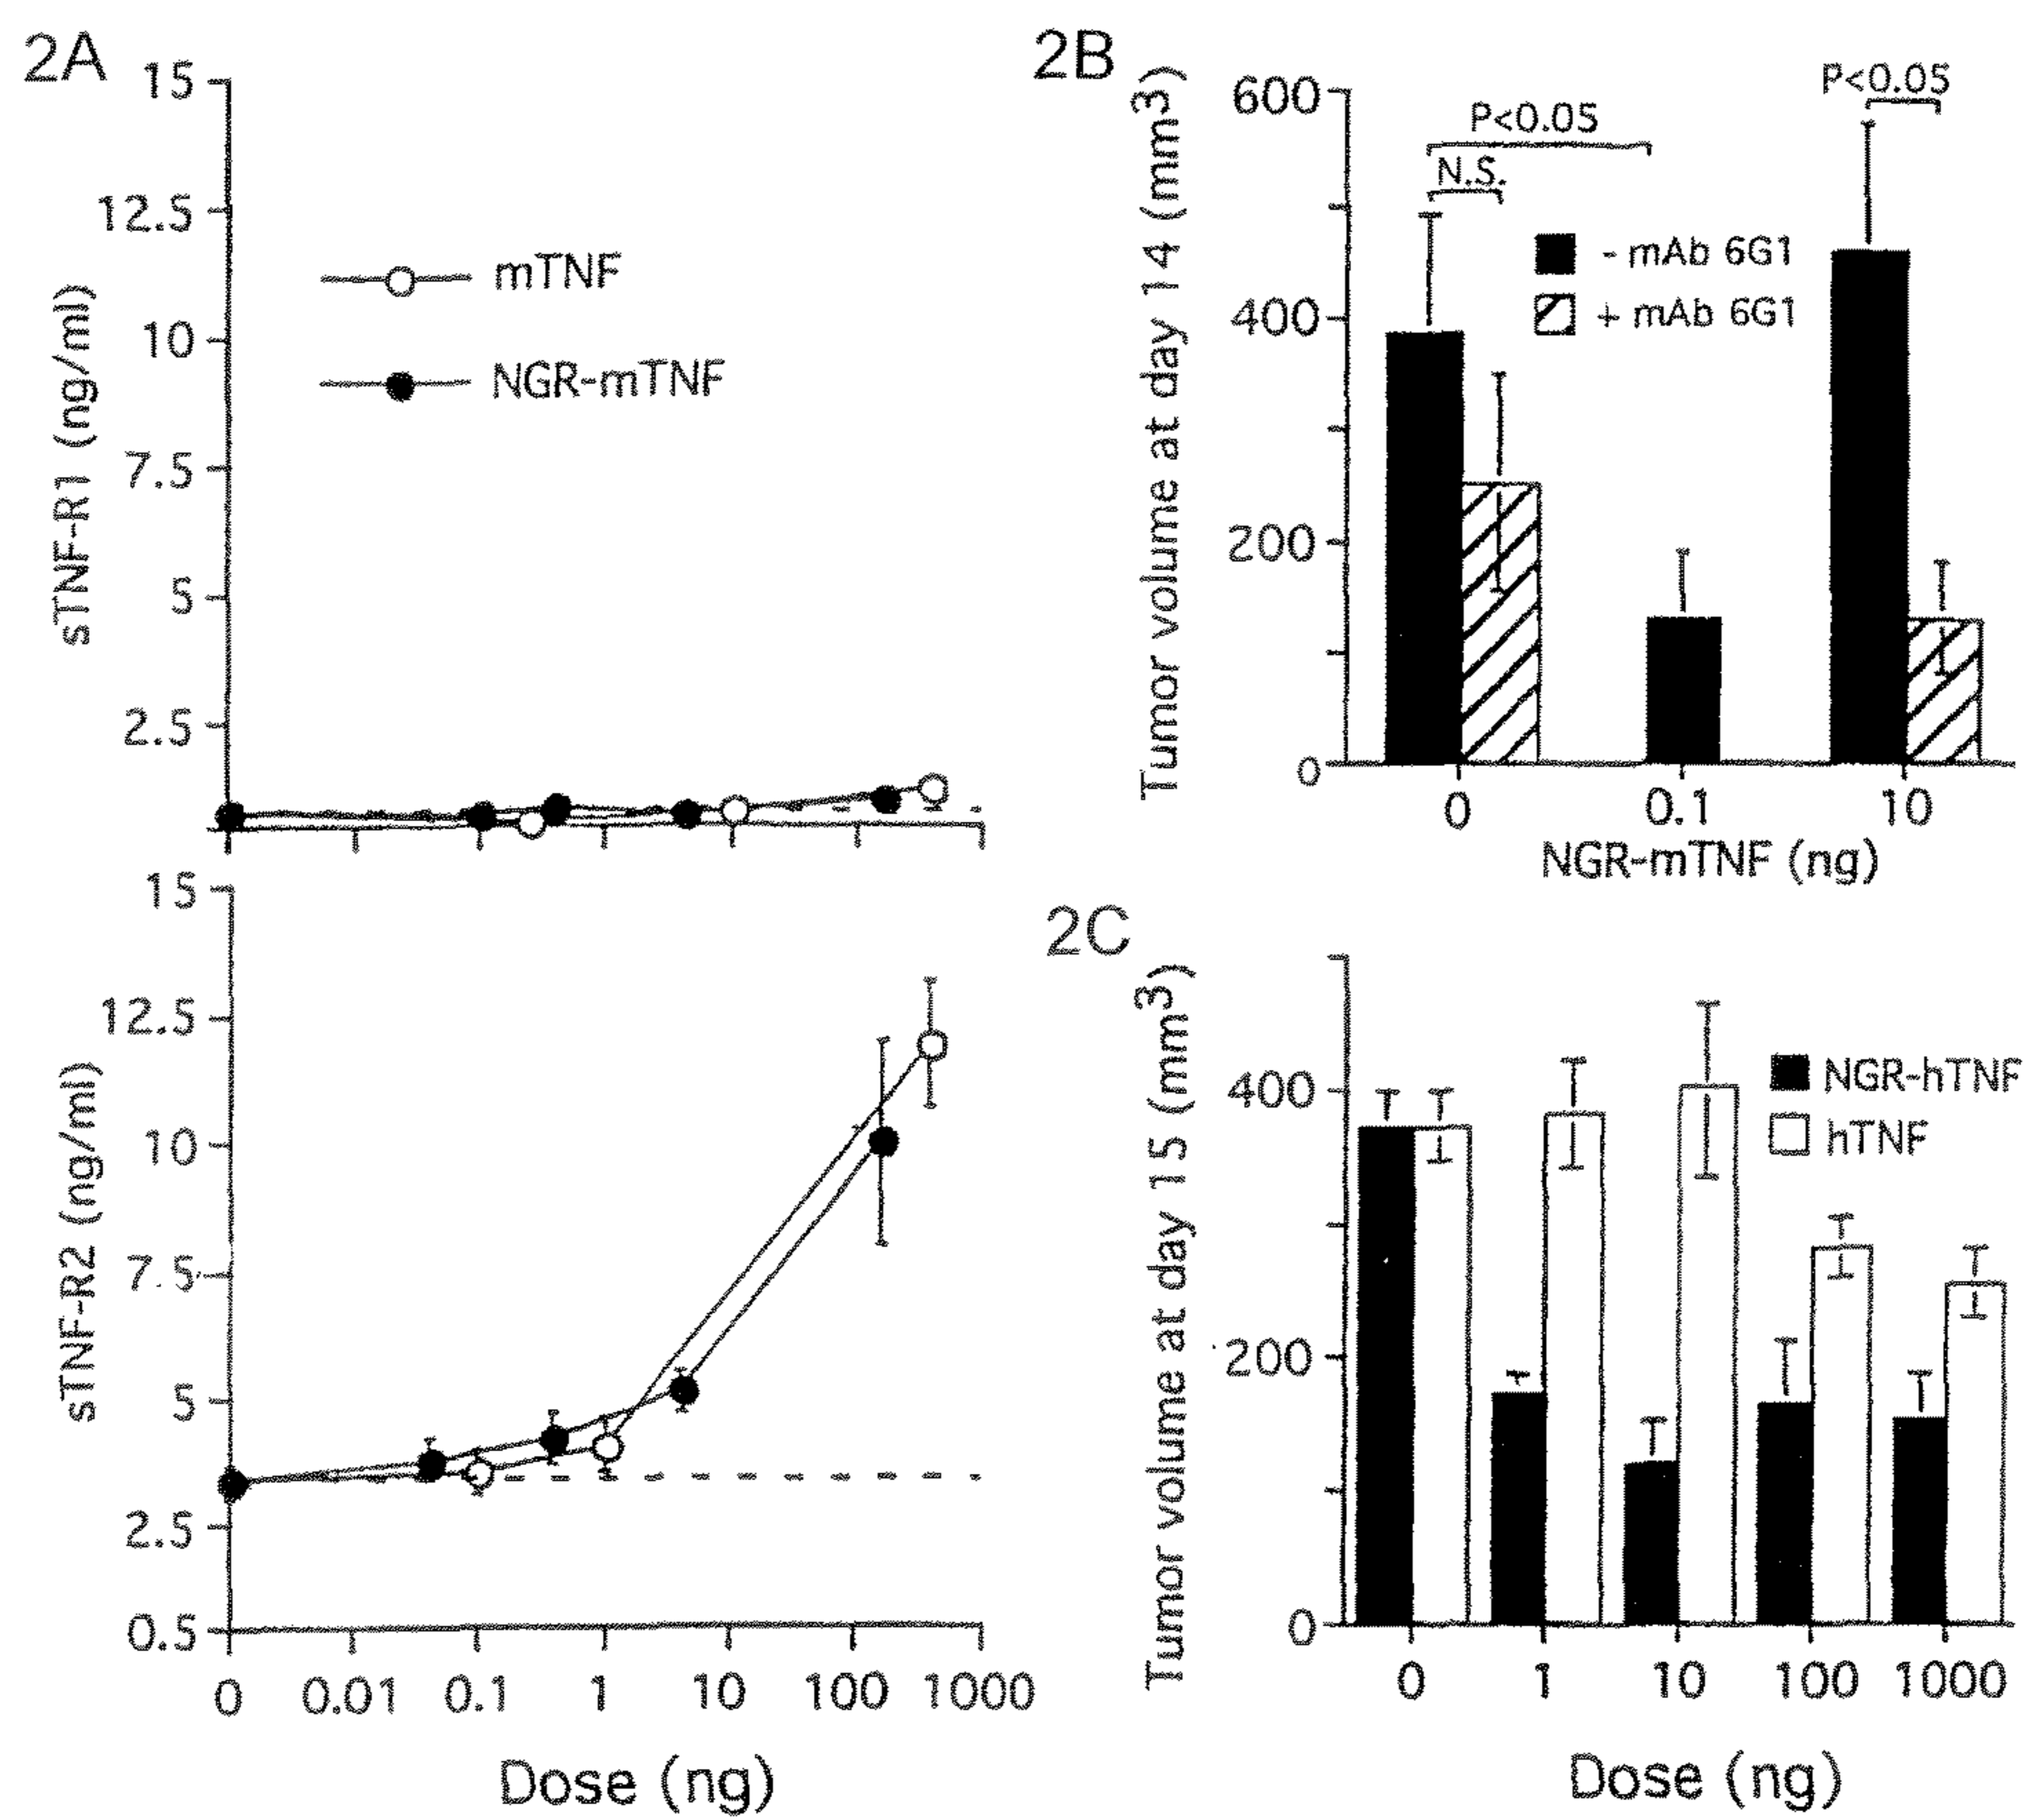 2A
sTNF-R1 (ng/ml)
15
12.5
10
7.5
5
2.5
mTNF
NGR-mTNF
sTNF-R2 (ng/ml)
15
12.5
10
7.5
5
2.5
0.5
0 0.01 0.1 1 10 100 1000
Dose (ng)
2B
Tumor volume at day 14 (mm3)
600
400
200
0
P<0.05
N.S.
P<0.05
- mAb 6G1
+ mAb 6G1
0 0.1 10
NGR-mTNF (ng)
2C
Tumor volume at day 15 (mm3)
400
200
0
NGR-hTNF
hTNF
0 1 10 100 1000
Dose (ng)